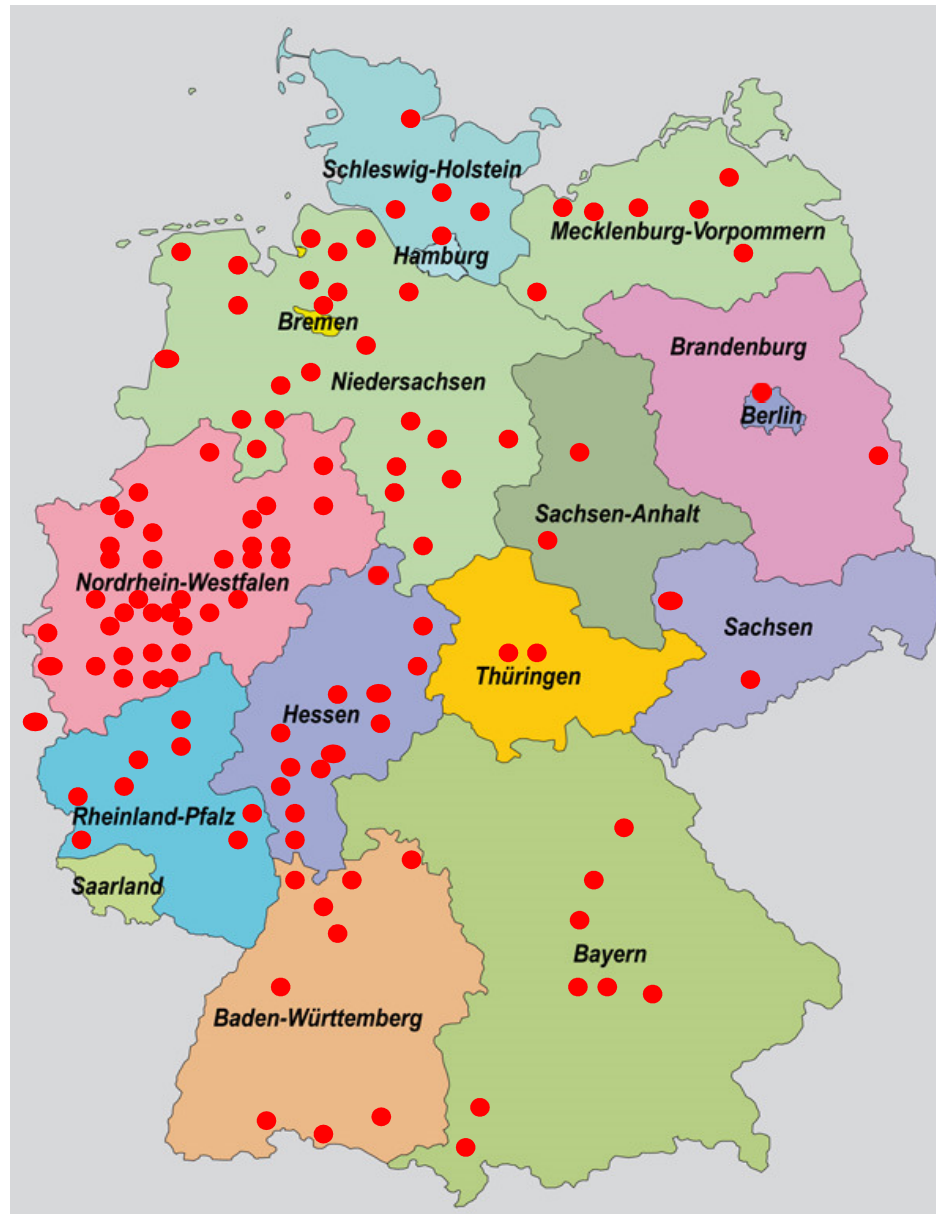 Schleswig-Holstein
Mecklenburg-Vorpommern
Hamburg
Bremen
Brandenburg
Niedersachsen
Berlin
Sachsen-Anhalt
Nordrhein-Westfalen
Sachsen
Thüringen
Hessen
Rheinland-Pfalz
Saarland
Bayern
Baden-Württemberg